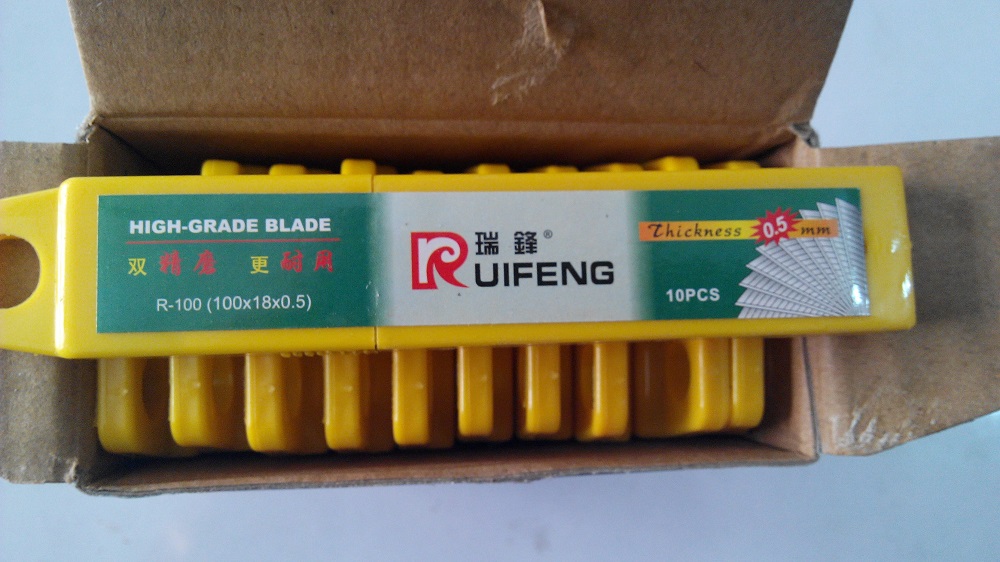 HIGH-GRADE BLADE
双精磨 更耐用
R-100 (100x18x0.5)
瑞鋒®
RUIFENG
Thickness 0.5 mm
10PCS